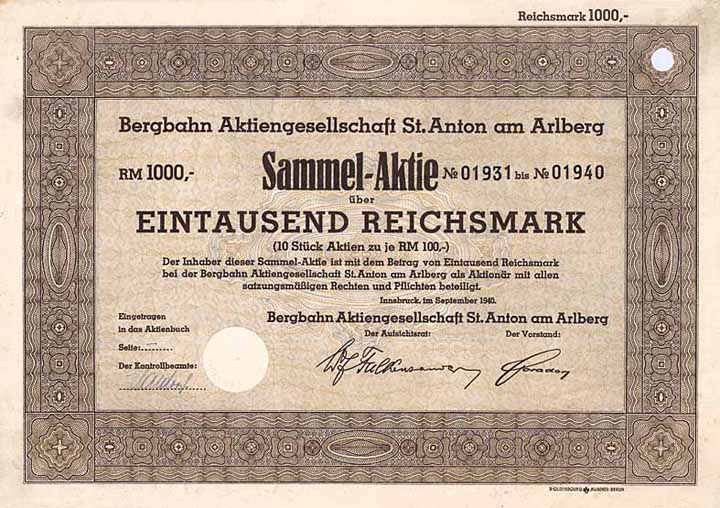 Reichsmark 1000,-
Bergbahn Aktiengesellschaft St. Anton am Arlberg
RM 1000,- Sammel-Aktie № 01931 bis № 01940
über
EINTAUSEND REICHSMARK
(10 Stück Aktien zu je RM 100,-)
Der Inhaber dieser Sammel-Aktie ist mit dem Betrag von Eintausend Reichsmark
bei der Bergbahn Aktiengesellschaft St. Anton am Arlberg als Aktionär mit allen
satzungsmäßigen Rechten und Pflichten beteiligt.
Innsbruck, im September 1940.
Eingetragen
in das Aktienbuch
Seite:
Der Kontrollbeamte:
Bergbahn Aktiengesellschaft St. Anton am Arlberg
Der Aufsichtsrat: Der Vorstand:
R. OLDENBOURG MÜNCHEN-BERLIN